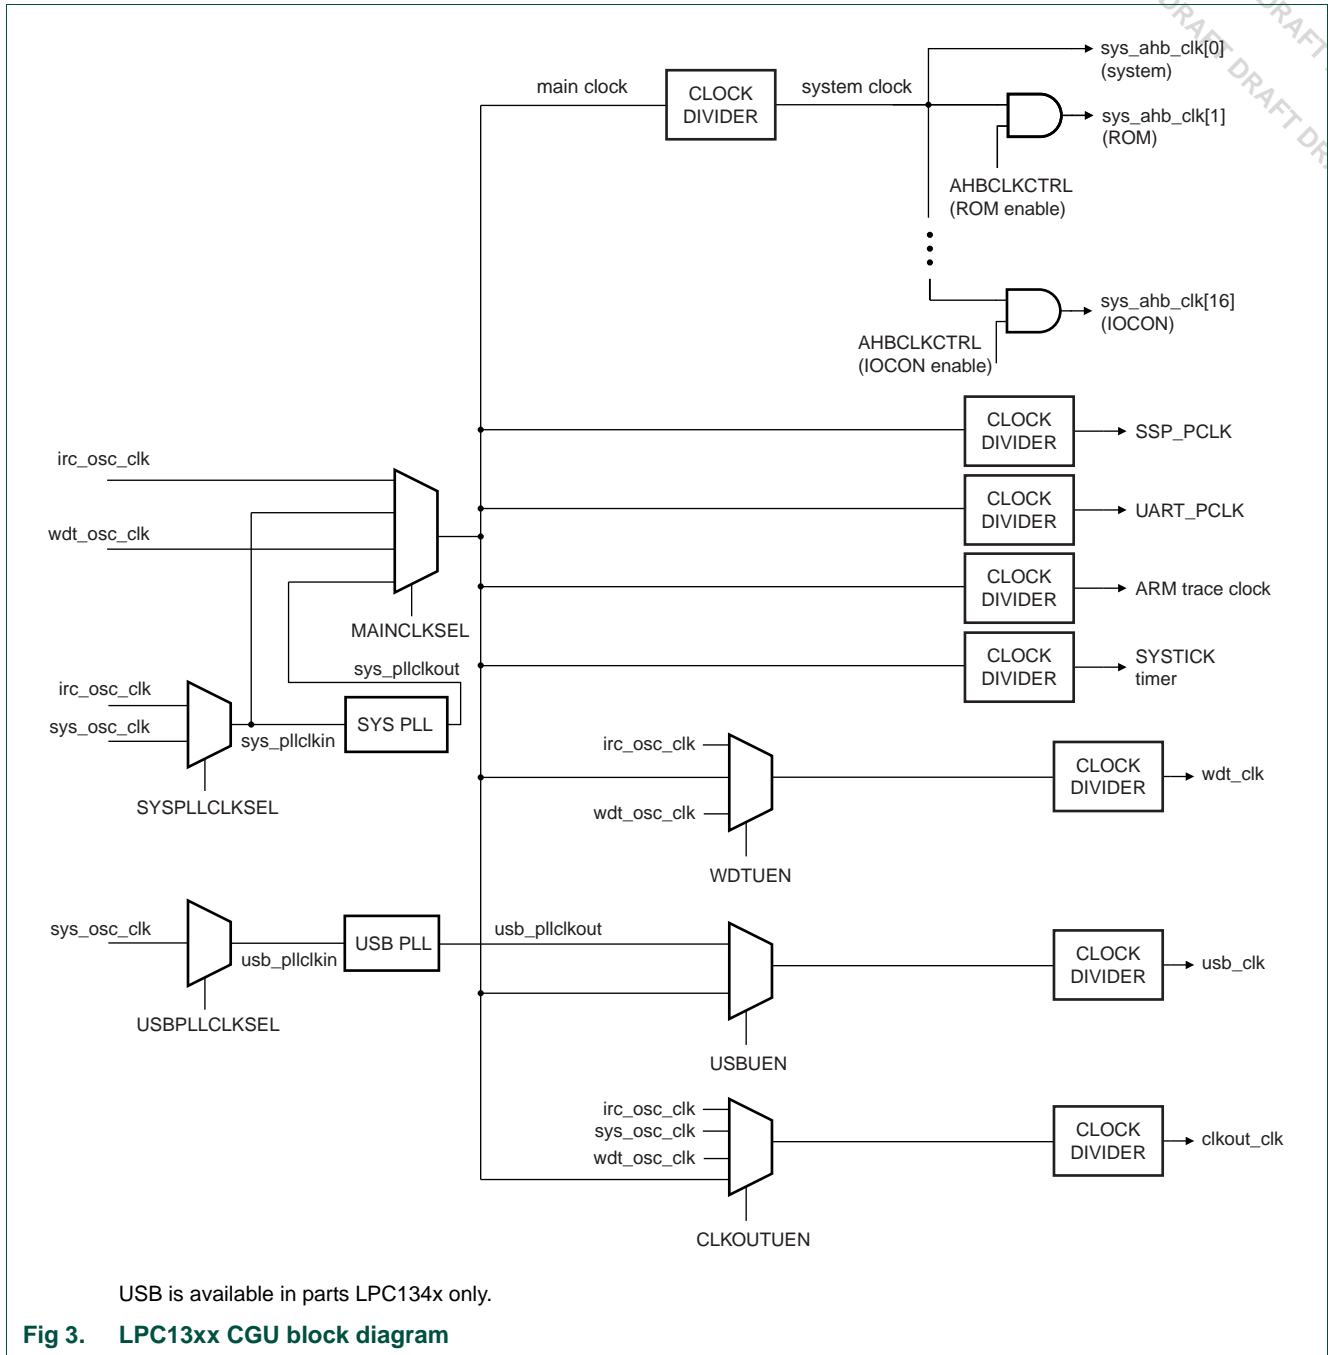 DRAFT DRAFT DRA
DRAFT
main clock
CLOCK
DIVIDER
system clock
sys_ahb_clk[0]
(system)
sys_ahb_clk[1]
(ROM)
AHBCLKCTRL
(ROM enable)
sys_ahb_clk[16]
(IOCON)
AHBCLKCTRL
(IOCON enable)
CLOCK
DIVIDER
SSP_PCLK
CLOCK
DIVIDER
UART_PCLK
CLOCK
DIVIDER
ARM trace clock
CLOCK
DIVIDER
SYSTICK
timer
irc_osc_clk
wdt_osc_clk
MAINCLKSEL
sys_pllclkout
irc_osc_clk
sys_osc_clk
sys_pllclkin
SYS PLL
SYSPLLCLKSEL
irc_osc_clk
wdt_osc_clk
WDTUEN
CLOCK
DIVIDER
wdt_clk
sys_osc_clk
usb_pllclkin
USB PLL
usb_pllclkout
USBPLLCLKSEL
USBUEN
CLOCK
DIVIDER
usb_clk
irc_osc_clk
sys_osc_clk
wdt_osc_clk
CLKOUTUEN
CLOCK
DIVIDER
clkout_clk
USB is available in parts LPC134x only.
Fig 3. LPC13xx CGU block diagram